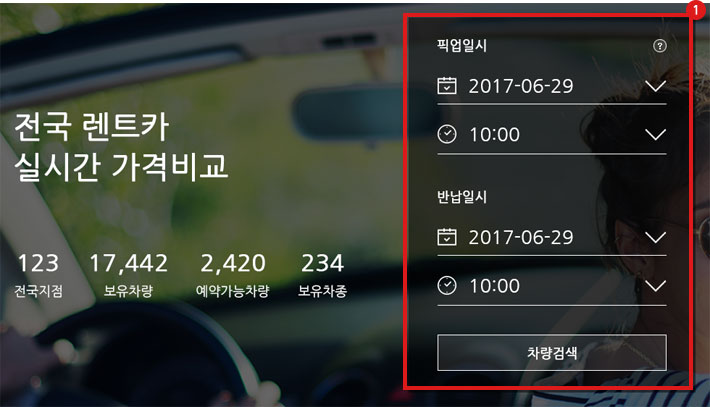 1
픽업일시 ?
2017-06-29
10:00
전국 렌트카
실시간 가격비교
반납일시
2017-06-29
10:00
123 17,442 2,420 234
전국지점 보유차량 예약가능차량 보유차종
차량검색